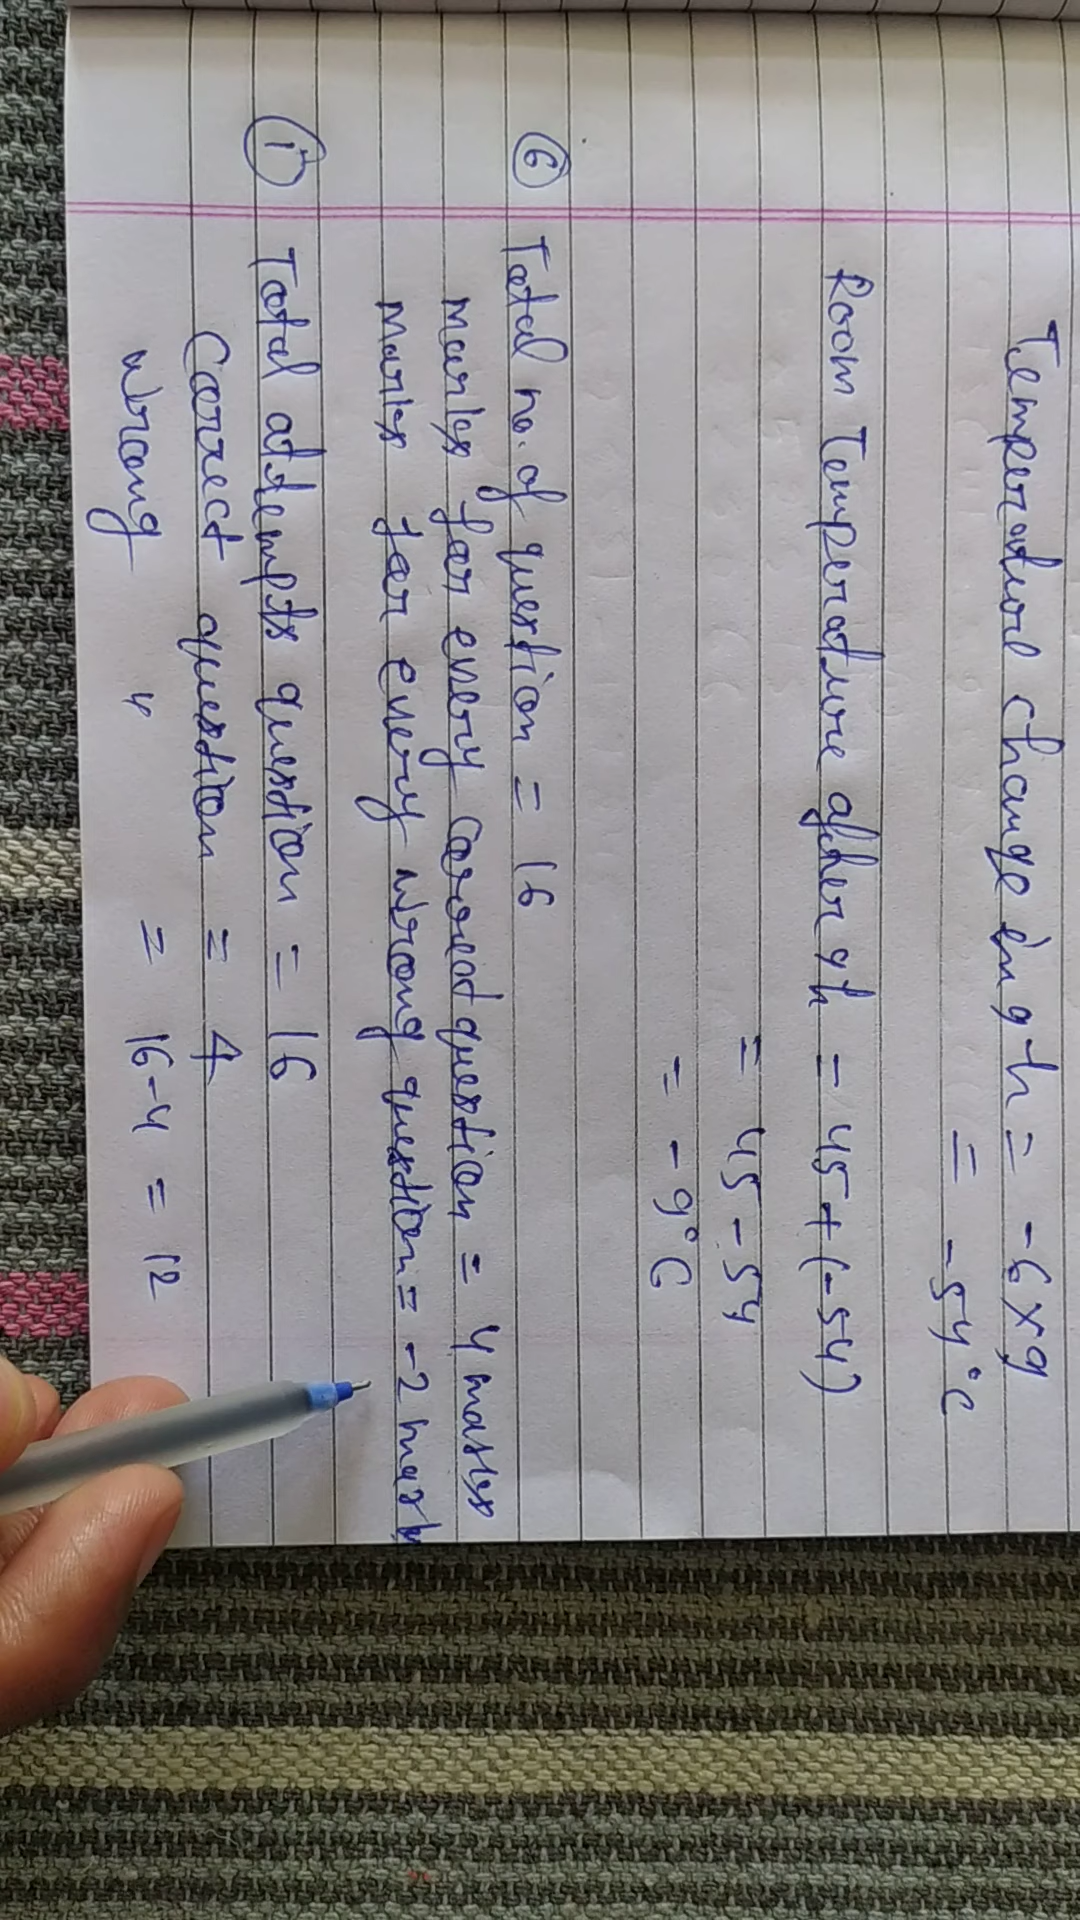 Temperature change in 9h = -6×9
= -54°C
Room Temperature after 9h = 45+(-54)
= 45-54
= -9°C
6 Total no. of question = 16
marks for every correct question = 4 marks
marks for every wrong question = -2 mark
i Total attempts question = 16
Correct question = 4
Wrong " = 16-4 = 12